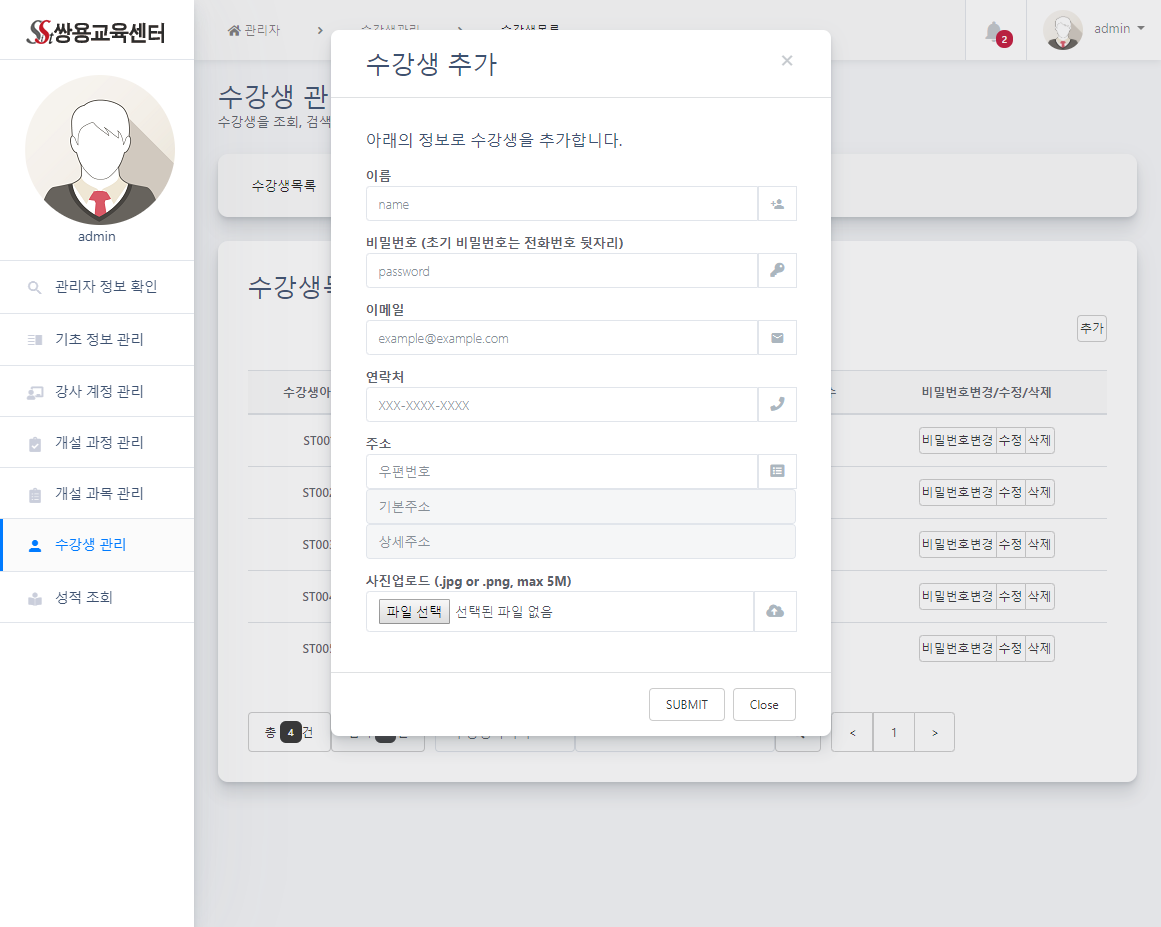 쌍용교육센터
관리자
수강생관리
수강생목록
2
admin
admin
관리자 정보 확인
기초 정보 관리
강사 계정 관리
개설 과정 관리
개설 과목 관리
수강생 관리
성적 조회
수강생 관
수강생을 조회, 검색
수강생목록
수강생 추가
×
아래의 정보로 수강생을 추가합니다.
이름
name
비밀번호 (초기 비밀번호는 전화번호 뒷자리)
password
이메일
example@example.com
연락처
XXX-XXXX-XXXX
주소
우편번호
기본주소
상세주소
사진업로드 (.jpg or .png, max 5M)
파일 선택 선택된 파일 없음
SUBMIT Close
추가
수강생아 비밀번호변경/수정/삭제
ST00 비밀번호변경 수정 삭제
ST002 비밀번호변경 수정 삭제
ST003 비밀번호변경 수정 삭제
ST004 비밀번호변경 수정 삭제
ST005 비밀번호변경 수정 삭제
총 4 건
< 1 >